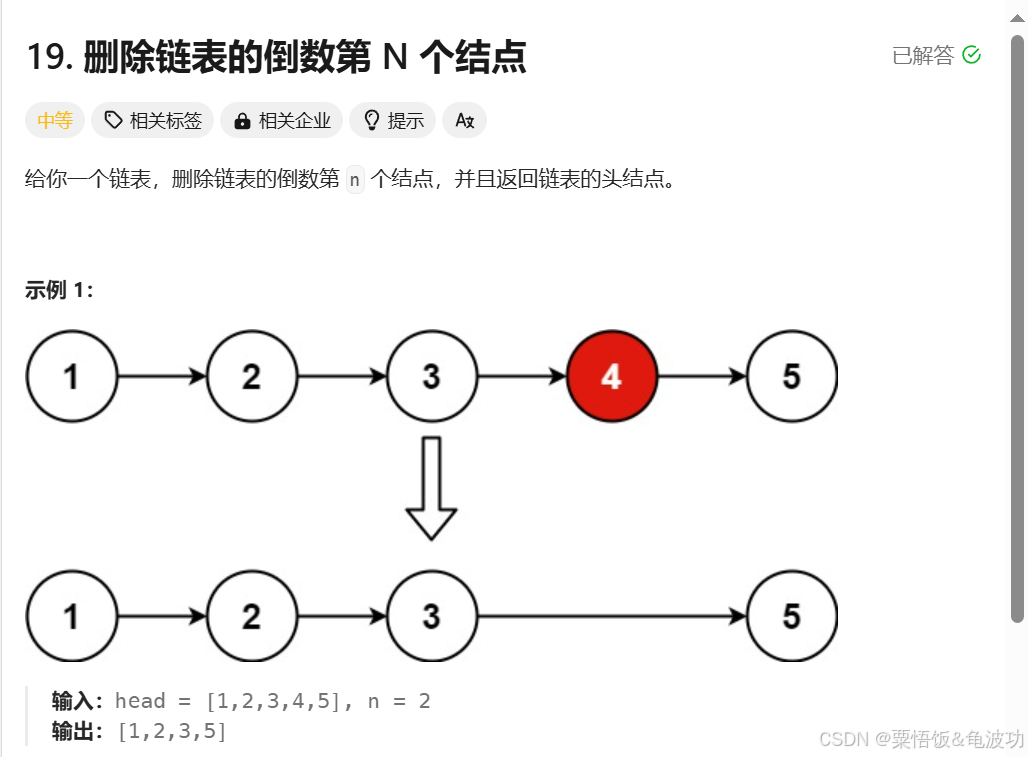 19. 删除链表的倒数第 N 个结点
已解答
中等 相关标签 相关企业 提示 A文
给你一个链表，删除链表的倒数第 n 个结点，并且返回链表的头结点。
示例 1：
1 2 3 4 5
1 2 3 5
输入：head = [1,2,3,4,5], n = 2
输出：[1,2,3,5]
CSDN @粟悟饭&龟波功